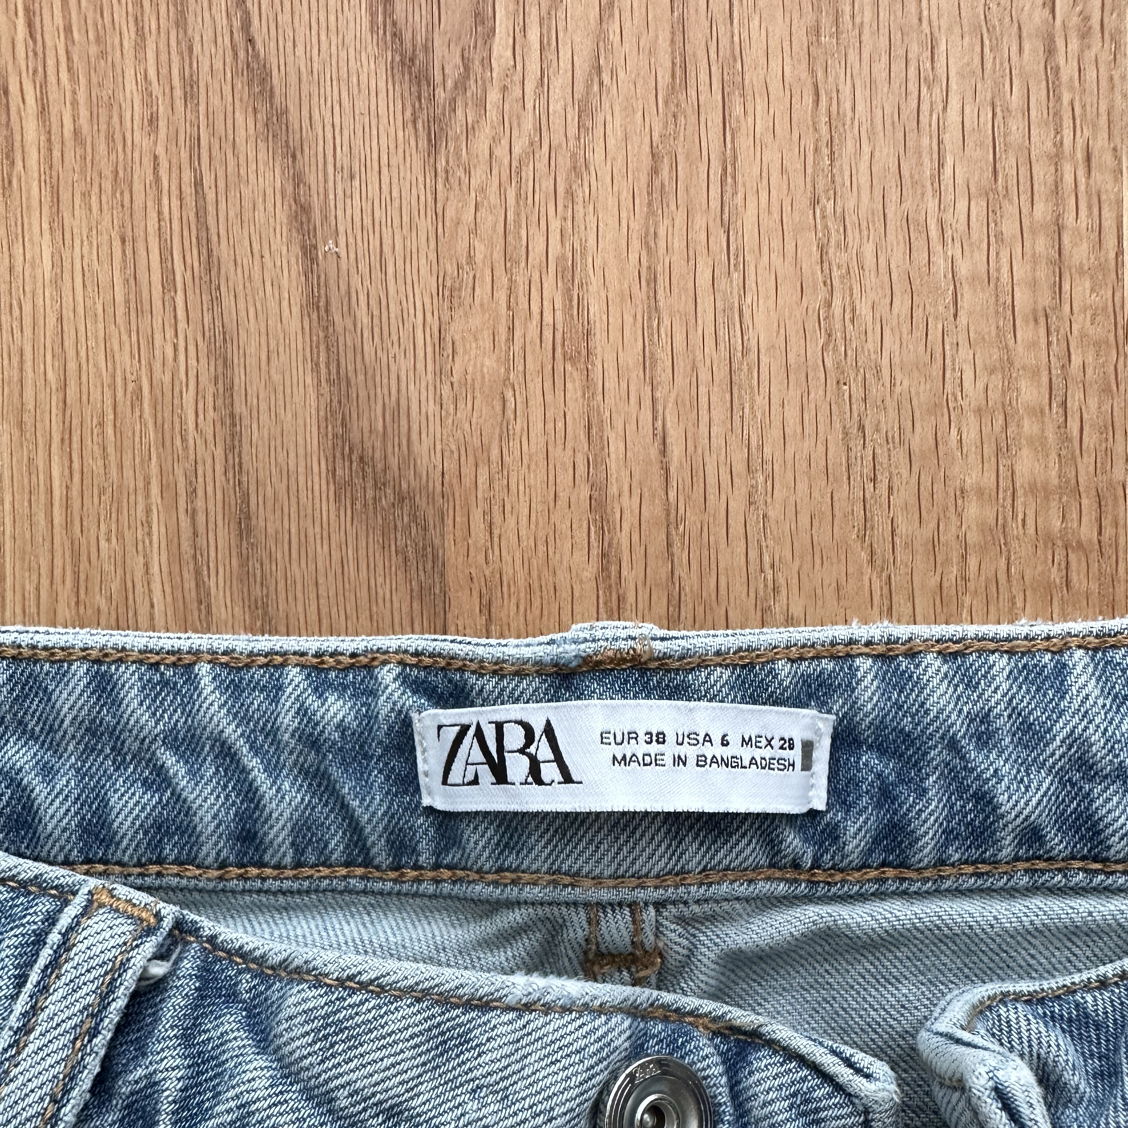 ZARA
EUR 38 USA 6 MEX 28
MADE IN BANGLADESH